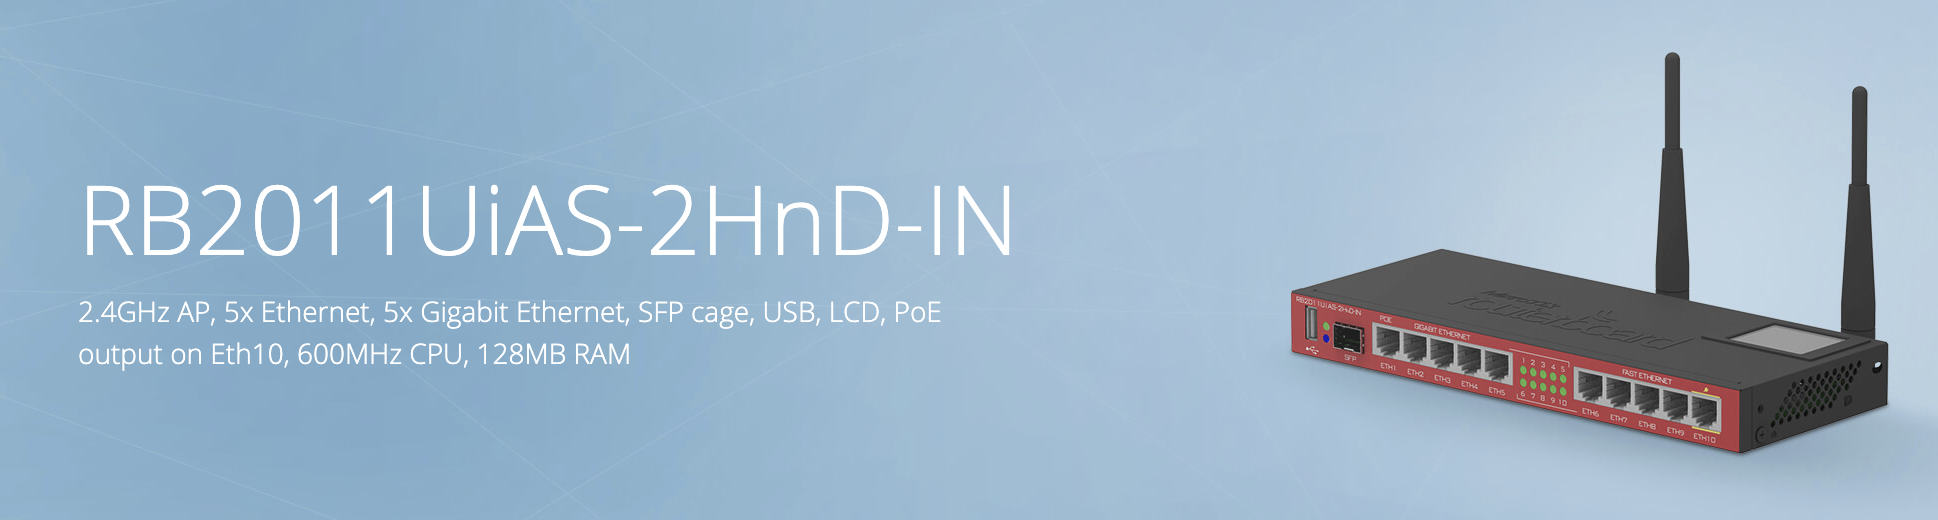 RB2011UiAS-2HnD-IN
2.4GHz AP, 5x Ethernet, 5x Gigabit Ethernet, SFP cage, USB, LCD, PoE
output on Eth10, 600MHz CPU, 128MB RAM
routerboard
RB2011UiAS-2HnD-IN
POE GIGABIT ETHERNET
SFP
ETH1 ETH2 ETH3 ETH4 ETH5
1 2 3 4 5
6 7 8 9 10
FAST ETHERNET
ETH6 ETH7 ETH8 ETH9 ETH10